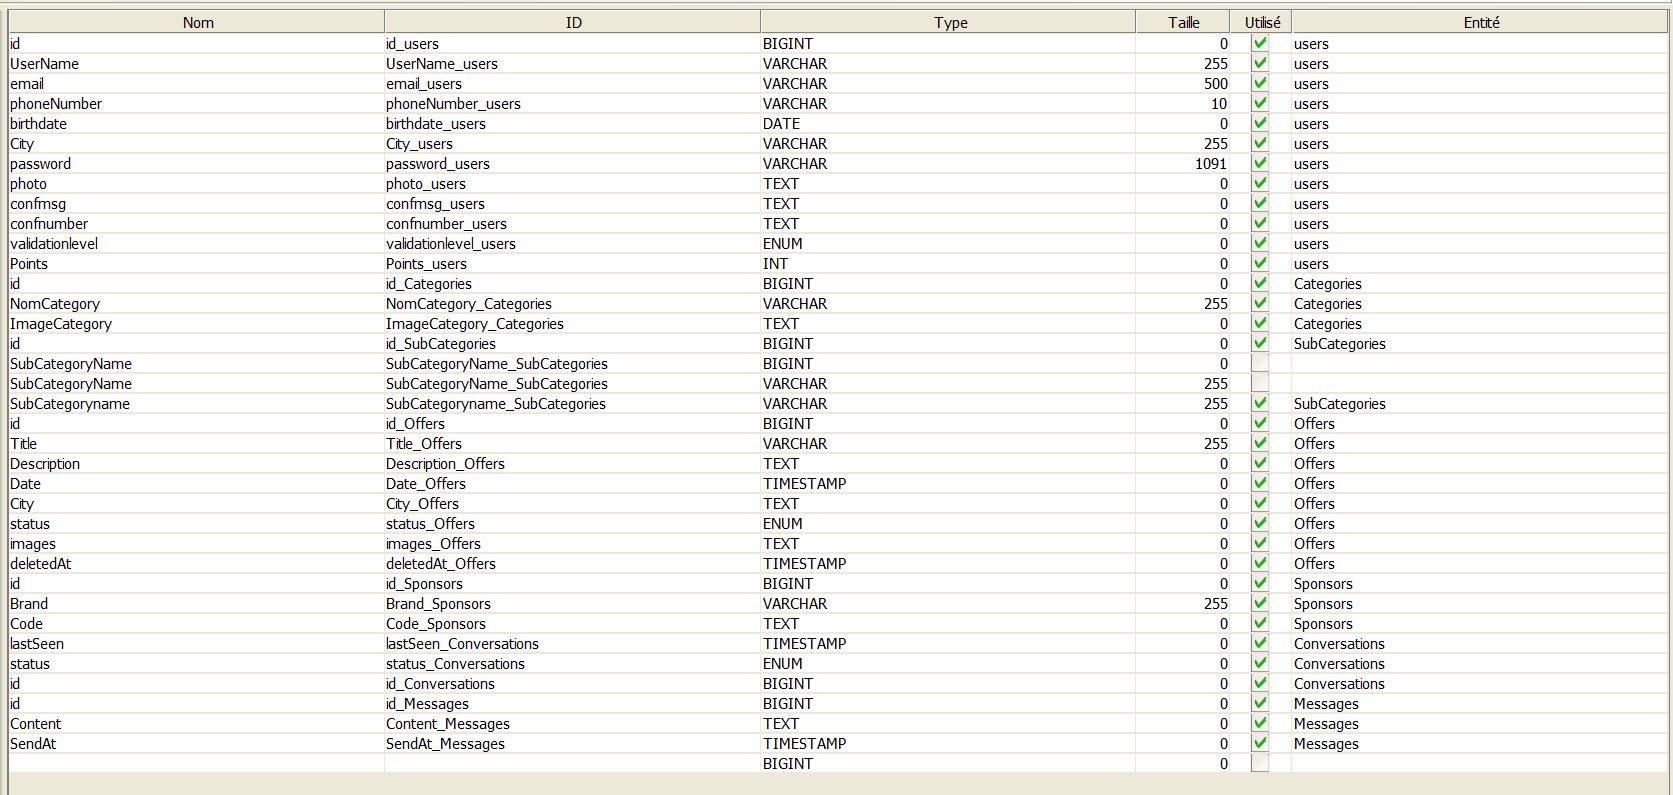 Nom ID Type Taille Utilisé Entité
id id_users BIGINT 0 users
UserName UserName_users VARCHAR 255 users
email email_users VARCHAR 500 users
phoneNumber phoneNumber_users VARCHAR 10 users
birthdate birthdate_users DATE 0 users
City City_users VARCHAR 255 users
password password_users VARCHAR 1091 users
photo photo_users TEXT 0 users
confmsg confmsg_users TEXT 0 users
confnumber confnumber_users TEXT 0 users
validationlevel validationlevel_users ENUM 0 users
Points Points_users INT 0 users
id id_Categories BIGINT 0 Categories
NomCategory NomCategory_Categories VARCHAR 255 Categories
ImageCategory ImageCategory_Categories TEXT 0 Categories
id id_SubCategories BIGINT 0 SubCategories
SubCategoryName SubCategoryName_SubCategories BIGINT 0
SubCategoryName SubCategoryName_SubCategories VARCHAR 255
SubCategoryname SubCategoryname_SubCategories VARCHAR 255 SubCategories
id id_Offers BIGINT 0 Offers
Title Title_Offers VARCHAR 255 Offers
Description Description_Offers TEXT 0 Offers
Date Date_Offers TIMESTAMP 0 Offers
City City_Offers TEXT 0 Offers
status status_Offers ENUM 0 Offers
images images_Offers TEXT 0 Offers
deletedAt deletedAt_Offers TIMESTAMP 0 Offers
id id_Sponsors BIGINT 0 Sponsors
Brand Brand_Sponsors VARCHAR 255 Sponsors
Code Code_Sponsors TEXT 0 Sponsors
lastSeen lastSeen_Conversations TIMESTAMP 0 Conversations
status status_Conversations ENUM 0 Conversations
id id_Conversations BIGINT 0 Conversations
id id_Messages BIGINT 0 Messages
Content Content_Messages TEXT 0 Messages
SendAt SendAt_Messages TIMESTAMP 0 Messages
BIGINT 0